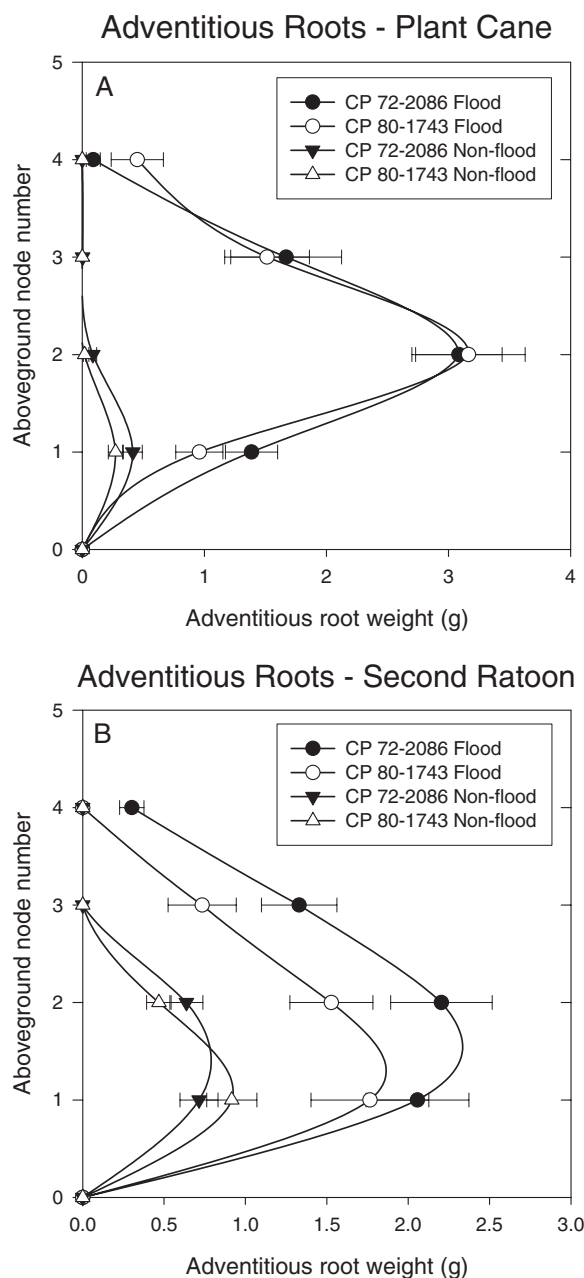 Adventitious Roots - Plant Cane
A
CP 72-2086 Flood
CP 80-1743 Flood
CP 72-2086 Non-flood
CP 80-1743 Non-flood
5
4
3
2
1
0
Aboveground node number
0 1 2 3 4
Adventitious root weight (g)
Adventitious Roots - Second Ratoon
B
CP 72-2086 Flood
CP 80-1743 Flood
CP 72-2086 Non-flood
CP 80-1743 Non-flood
5
4
3
2
1
0
Aboveground node number
0.0 0.5 1.0 1.5 2.0 2.5 3.0
Adventitious root weight (g)